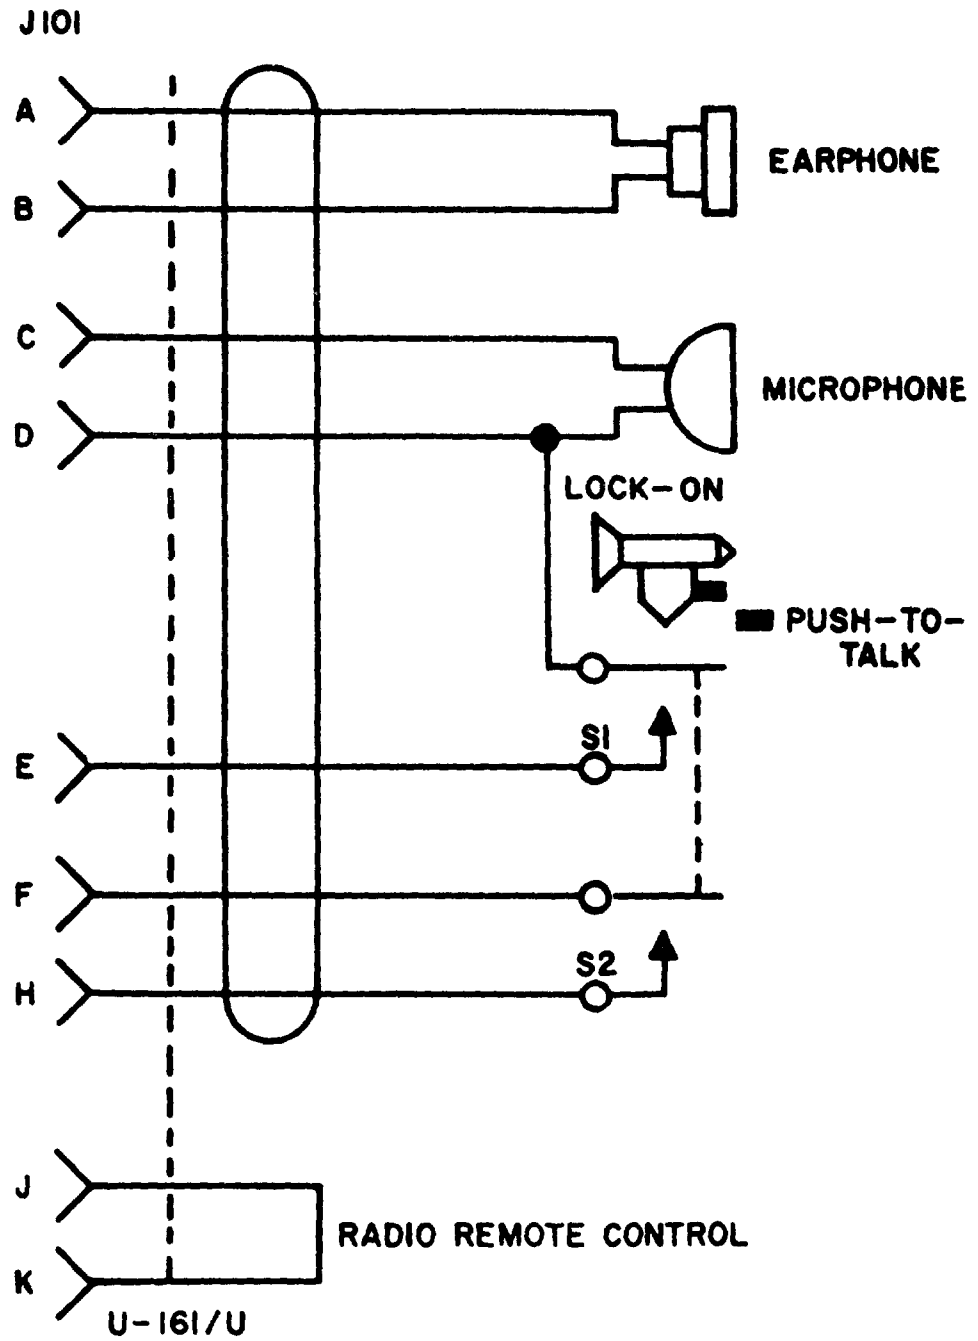 J101
A
EARPHONE
B
C
MICROPHONE
D
LOCK-ON
PUSH-TO-
TALK
S1
E
F
S2
H
J
RADIO REMOTE CONTROL
K
U-161/U